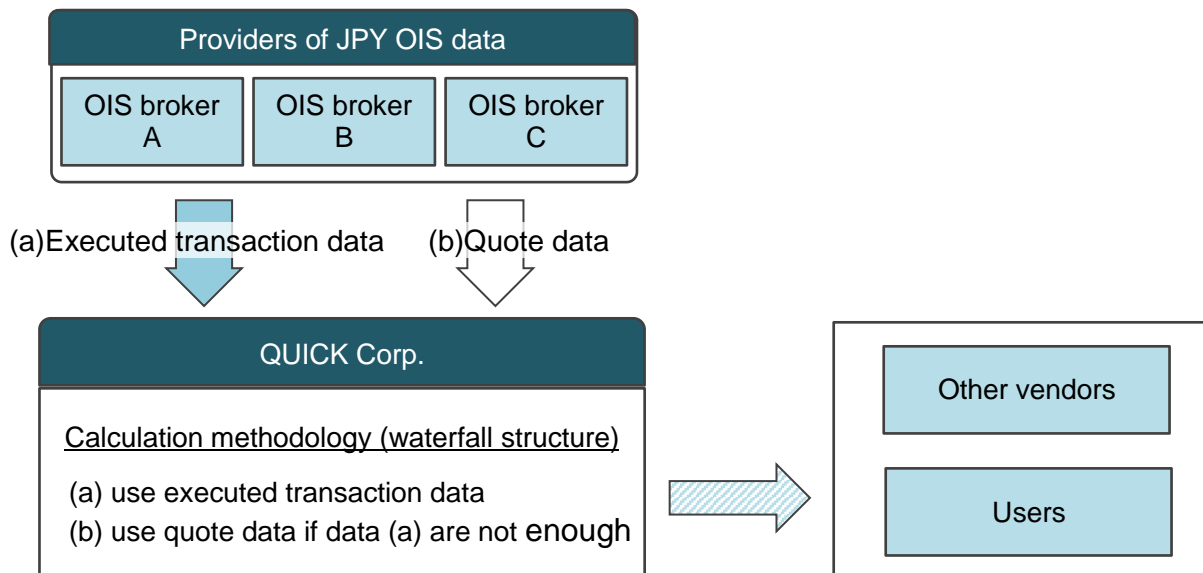 Providers of JPY OIS data
OIS broker
A
OIS broker
B
OIS broker
C
(a)Executed transaction data
(b)Quote data
QUICK Corp.
Calculation methodology (waterfall structure)
(a) use executed transaction data
(b) use quote data if data (a) are not enough
Other vendors
Users